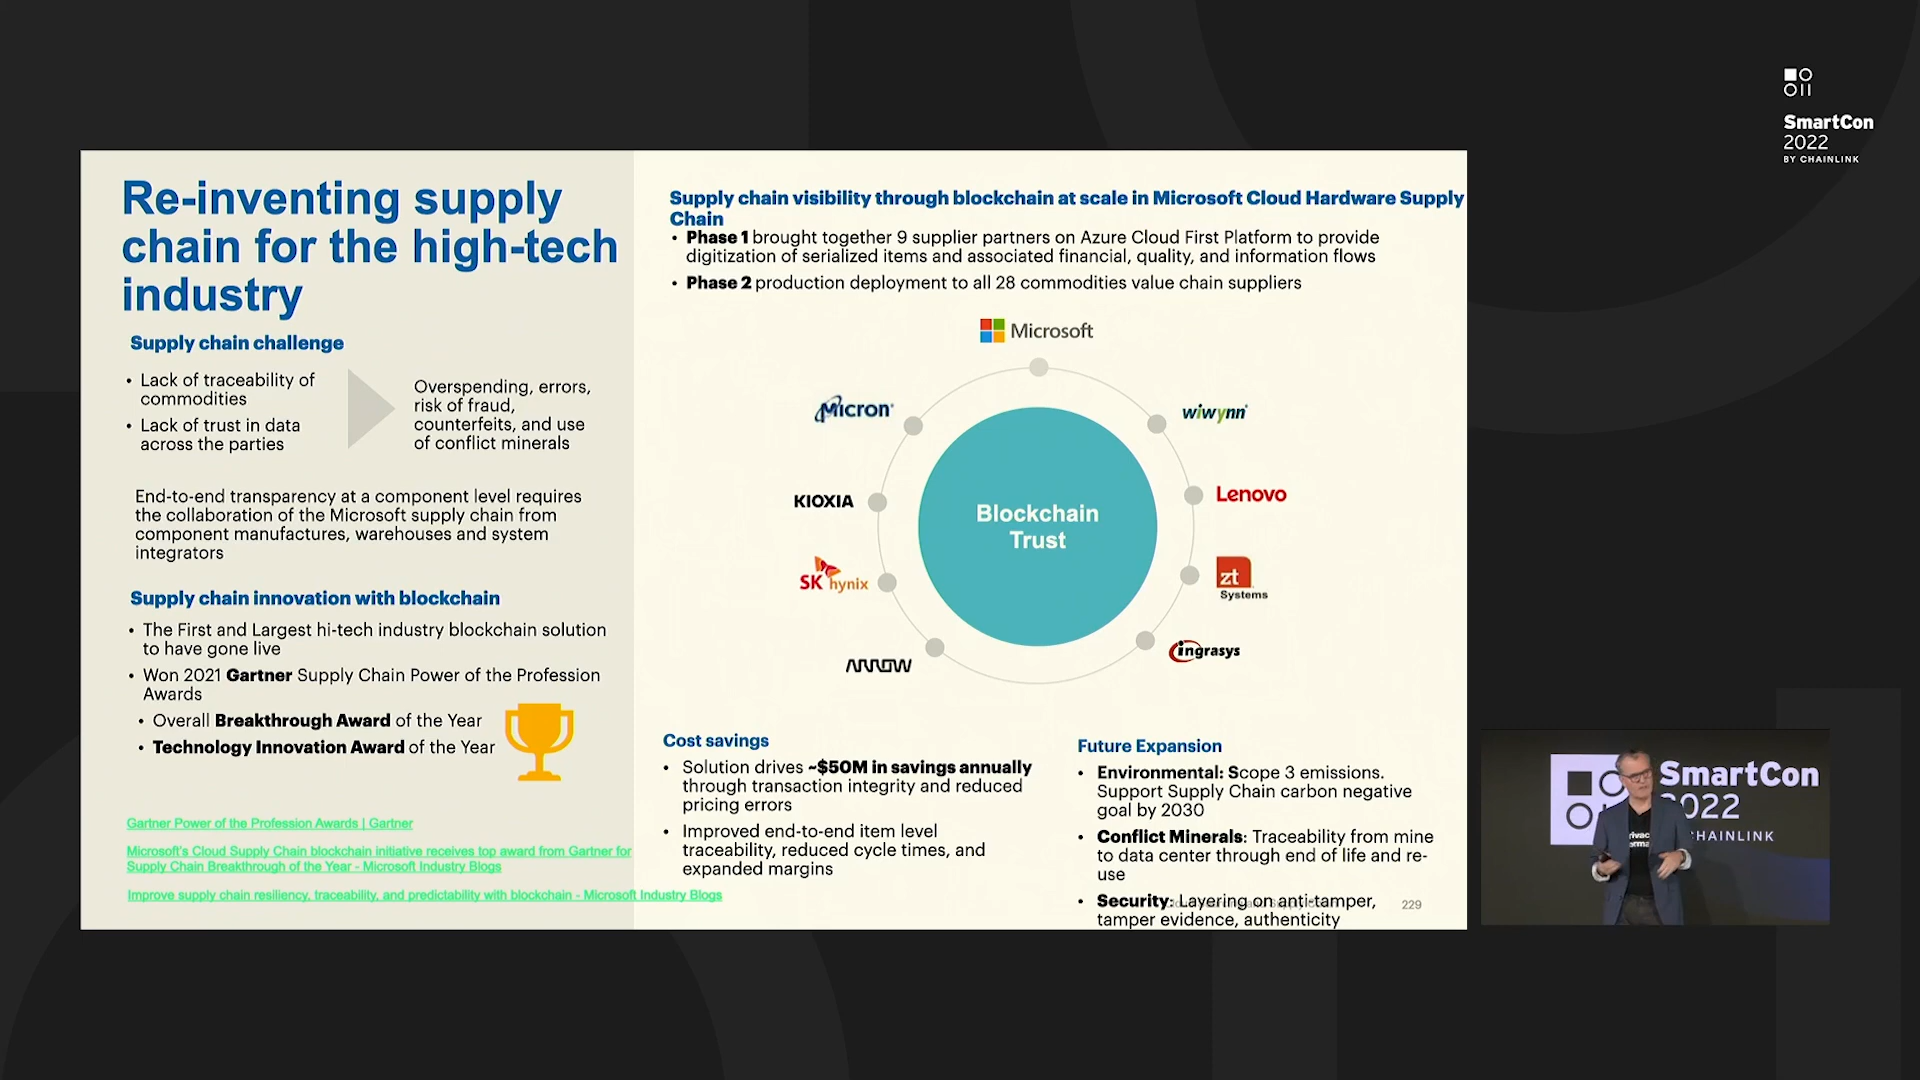 SmartCon
2022
BY CHAINLINK
Re-inventing supply
chain for the high-tech
industry
Supply chain challenge
• Lack of traceability of
commodities
• Lack of trust in data
across the parties
Overspending, errors,
risk of fraud,
counterfeits, and use
of conflict minerals
End-to-end transparency at a component level requires
the collaboration of the Microsoft supply chain from
component manufactures, warehouses and system
integrators
Supply chain innovation with blockchain
• The First and Largest hi-tech industry blockchain solution
to have gone live
• Won 2021 Gartner Supply Chain Power of the Profession
Awards
• Overall Breakthrough Award of the Year
• Technology Innovation Award of the Year
Gartner Power of the Profession Awards | Gartner
Microsoft's Cloud Supply Chain blockchain initiative receives top award from Gartner for
Supply Chain Breakthrough of the Year - Microsoft Industry Blogs
Improve supply chain resiliency, traceability, and predictability with blockchain - Microsoft Industry Blogs
Supply chain visibility through blockchain at scale in Microsoft Cloud Hardware Supply
Chain
• Phase 1 brought together 9 supplier partners on Azure Cloud First Platform to provide
digitization of serialized items and associated financial, quality, and information flows
• Phase 2 production deployment to all 28 commodities value chain suppliers
Microsoft
Micron
wiwynn
KIOXIA
Lenovo
Blockchain
Trust
SK hynix
zt
Systems
ARROW
ingrasys
Cost savings
• Solution drives ~$50M in savings annually
through transaction integrity and reduced
pricing errors
• Improved end-to-end item level
traceability, reduced cycle times, and
expanded margins
Future Expansion
• Environmental: Scope 3 emissions.
Support Supply Chain carbon negative
goal by 2030
• Conflict Minerals: Traceability from mine
to data center through end of life and re-
use
• Security: Layering on anti-tamper,
tamper evidence, authenticity
229
SmartCon
2022
CHAINLINK